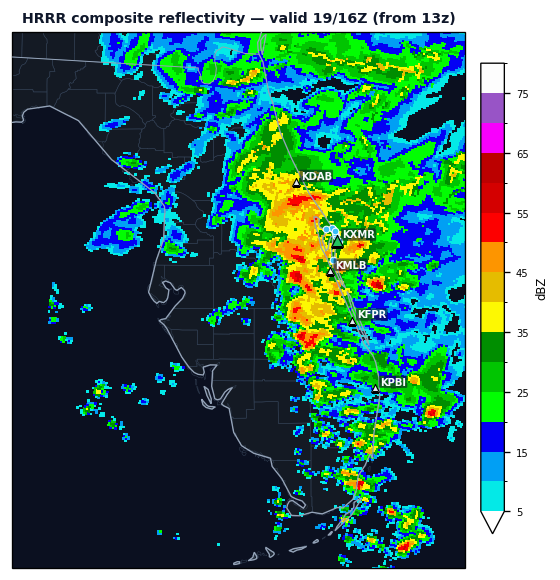 HRRR composite reflectivity — valid 19/16Z (from 13z)
KDAB
KXMR
KMLB
KFPR
KPBI
75
65
55
45
35
25
15
5
dBZ